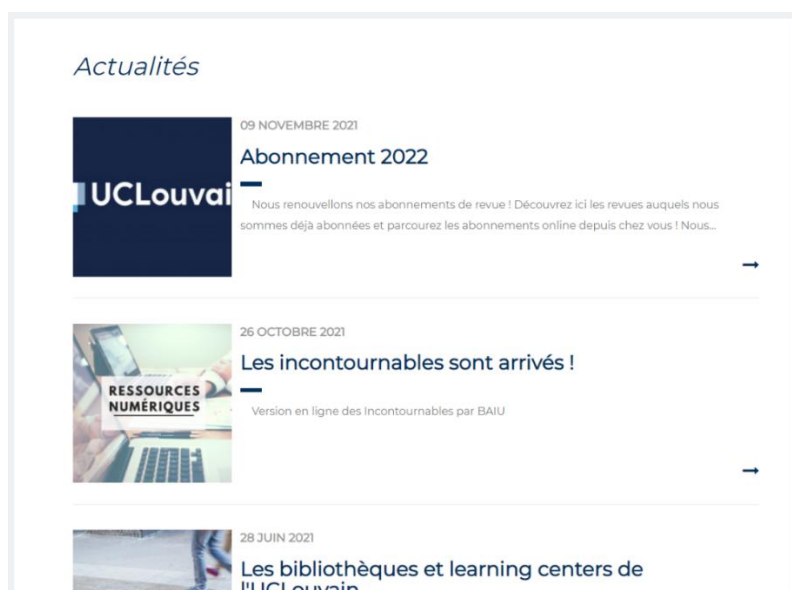 Actualités
09 NOVEMBRE 2021
Abonnement 2022
UCLouvai
Nous renouvellons nos abonnements de revue ! Découvrez ici les revues auquels nous
sommes déjà abonnées et parcourez les abonnements online depuis chez vous ! Nous...
26 OCTOBRE 2021
Les incontournables sont arrivés !
RESSOURCES
NUMÉRIQUES
Version en ligne des Incontournables par BAIU
28 JUIN 2021
Les bibliothèques et learning centers de
l'UCLouvain